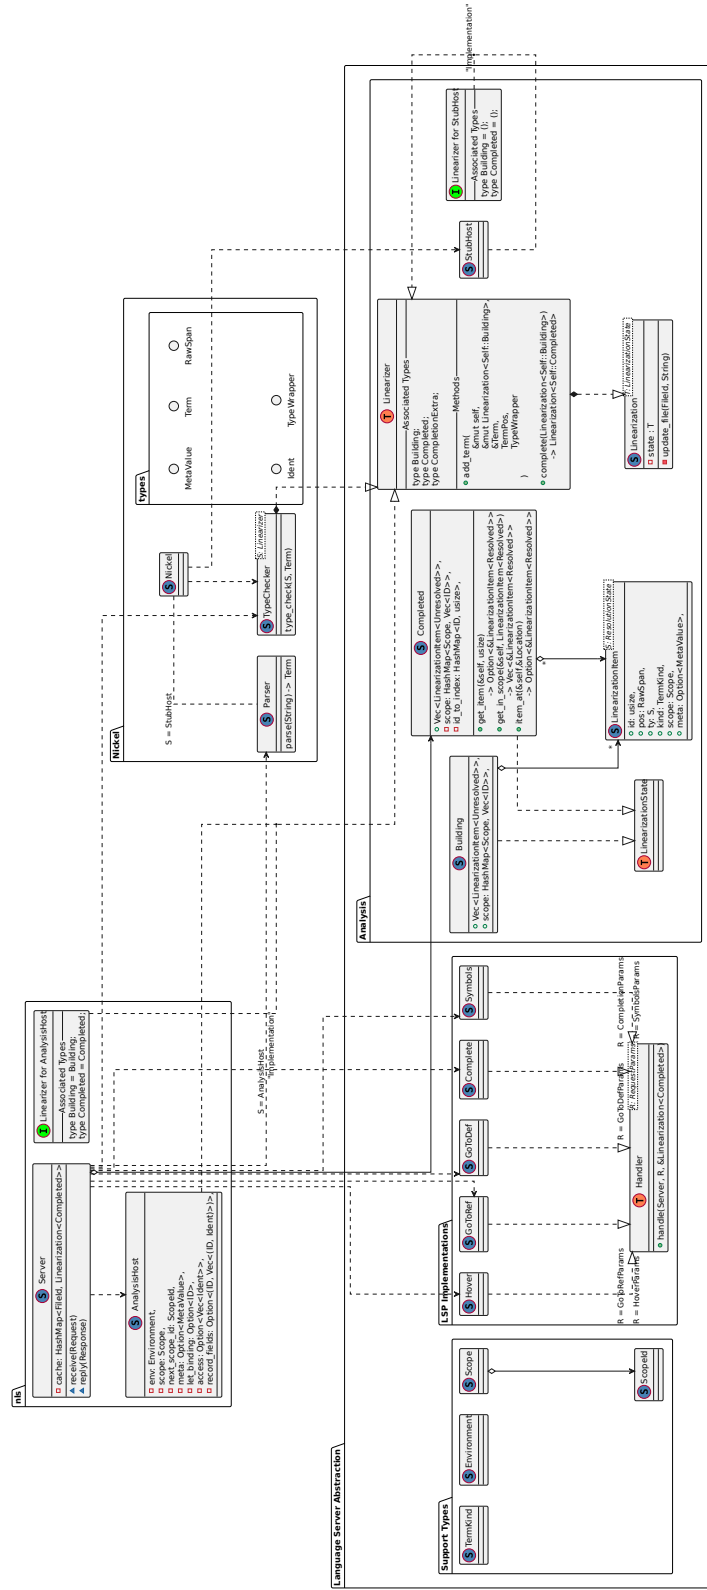 nls
Server
cache: HashMap<FileId, Linearization<Completed>>
receive(Request)
reply(Response)
Linearizer for AnalysisHost
Associated Types
type Building = Building;
type Completed = Completed;
AnalysisHost
env: Environment,
scope: Scope,
next_scope_id: ScopeId,
meta: Option<MetaValue>,
let_binding: Option<ID>,
access: Option<Vec<Ident>>,
record_fields: Option<(ID, Vec<(ID, Ident)>)>
S = AnalysisHost
"Implementation"
Nickel
S = StubHost
Nickel
Parser
parse(String) -> Term
TypeChecker
S: Linearizer
type_check(S, Term)
types
MetaValue
Term
RawSpan
Ident
TypeWrapper
Language Server Abstraction
Support Types
TermKind
Environment
Scope
ScopeId
LSP Implementations
Hover
GoToRef
GoToDef
Complete
Symbols
R = GoToRefParams
R = HoverParams
R = GoToDefParams
R = CompletionParams
R = SymbolsParams
Handler
R: RequestParams
handle(Server, R, &Linearization<Completed>)
Analysis
Building
Vec<LinearizationItem<Unresolved>>,
scope: HashMap<Scope, Vec<ID>>,
Completed
Vec<LinearizationItem<Unresolved>>,
scope: HashMap<Scope, Vec<ID>>,
id_to_index: HashMap<ID, usize>,
get_item(&self, usize)
-> Option<&LinearizationItem<Resolved>>
get_in_scope(&self, LinearizationItem<Resolved>)
-> Vec<&LinearizationItem<Resolved>>
item_at(&self,&Location)
-> Option<&LinearizationItem<Resolved>>
*
*
LinearizationState
LinearizationItem
S: ResolutionState
id: usize,
pos: RawSpan,
ty: S,
kind: TermKind,
scope: Scope,
meta: Option<MetaValue>,
Linearizer
Associated Types
type Building;
type Completed;
type CompletionExtra;
Methods
add_term(
&mut self,
&mut Linearization<Self::Building>,
&Term,
TermPos,
TypeWrapper
)
complete(Linearization<Self::Building>)
-> Linearization<Self::Completed>
Linearization
T: LinearizationState
state : T
update_file(FileId, String)
StubHost
Linearizer for StubHost
Associated Types
type Building = ();
type Completed = ();
"Implementation"